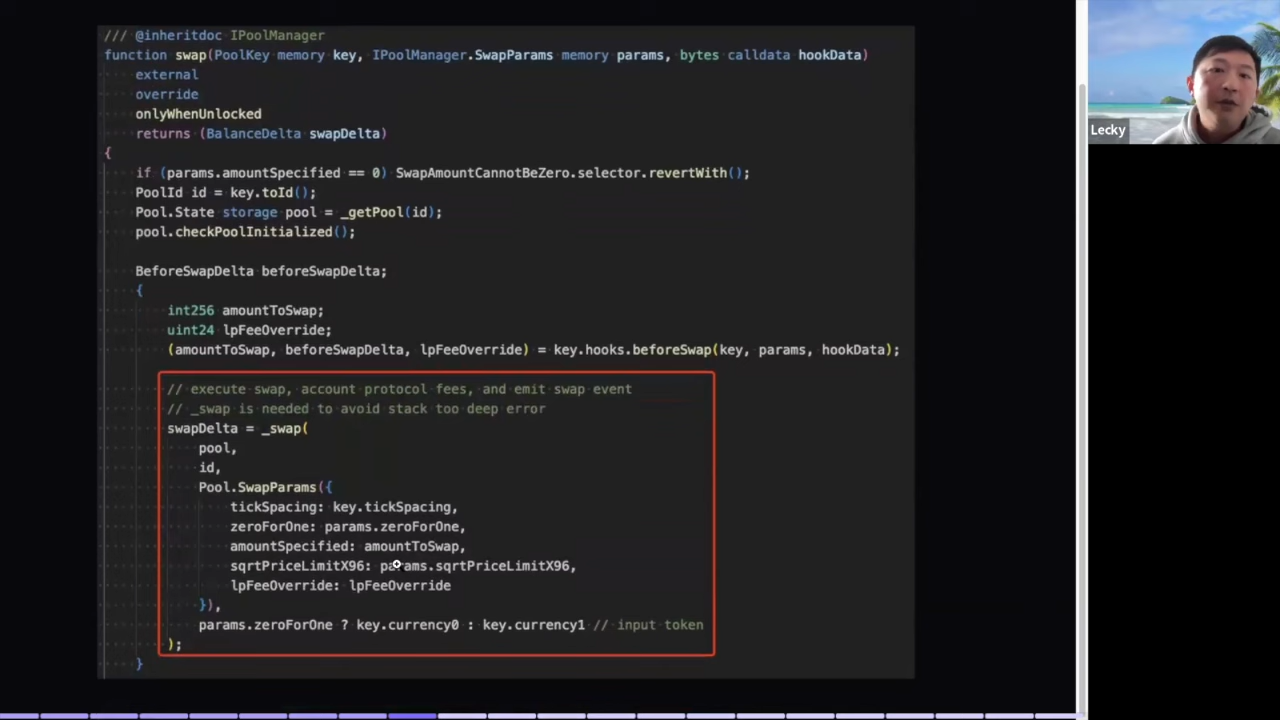 /// @inheritdoc IPoolManager
function swap(PoolKey memory key, IPoolManager.SwapParams memory params, bytes calldata hookData)
external
override
onlyWhenUnlocked
returns (BalanceDelta swapDelta)
{
if (params.amountSpecified == 0) SwapAmountCannotBeZero.selector.revertWith();
PoolId id = key.toId();
Pool.State storage pool = _getPool(id);
pool.checkPoolInitialized();
BeforeSwapDelta beforeSwapDelta;
{
int256 amountToSwap;
uint24 lpFeeOverride;
(amountToSwap, beforeSwapDelta, lpFeeOverride) = key.hooks.beforeSwap(key, params, hookData);
// execute swap, account protocol fees, and emit swap event
// _swap is needed to avoid stack too deep error
swapDelta = _swap(
pool,
id,
Pool.SwapParams({
tickSpacing: key.tickSpacing,
zeroForOne: params.zeroForOne,
amountSpecified: amountToSwap,
sqrtPriceLimitX96: params.sqrtPriceLimitX96,
lpFeeOverride: lpFeeOverride
}),
params.zeroForOne ? key.currency0 : key.currency1 // input token
);
}
Lecky